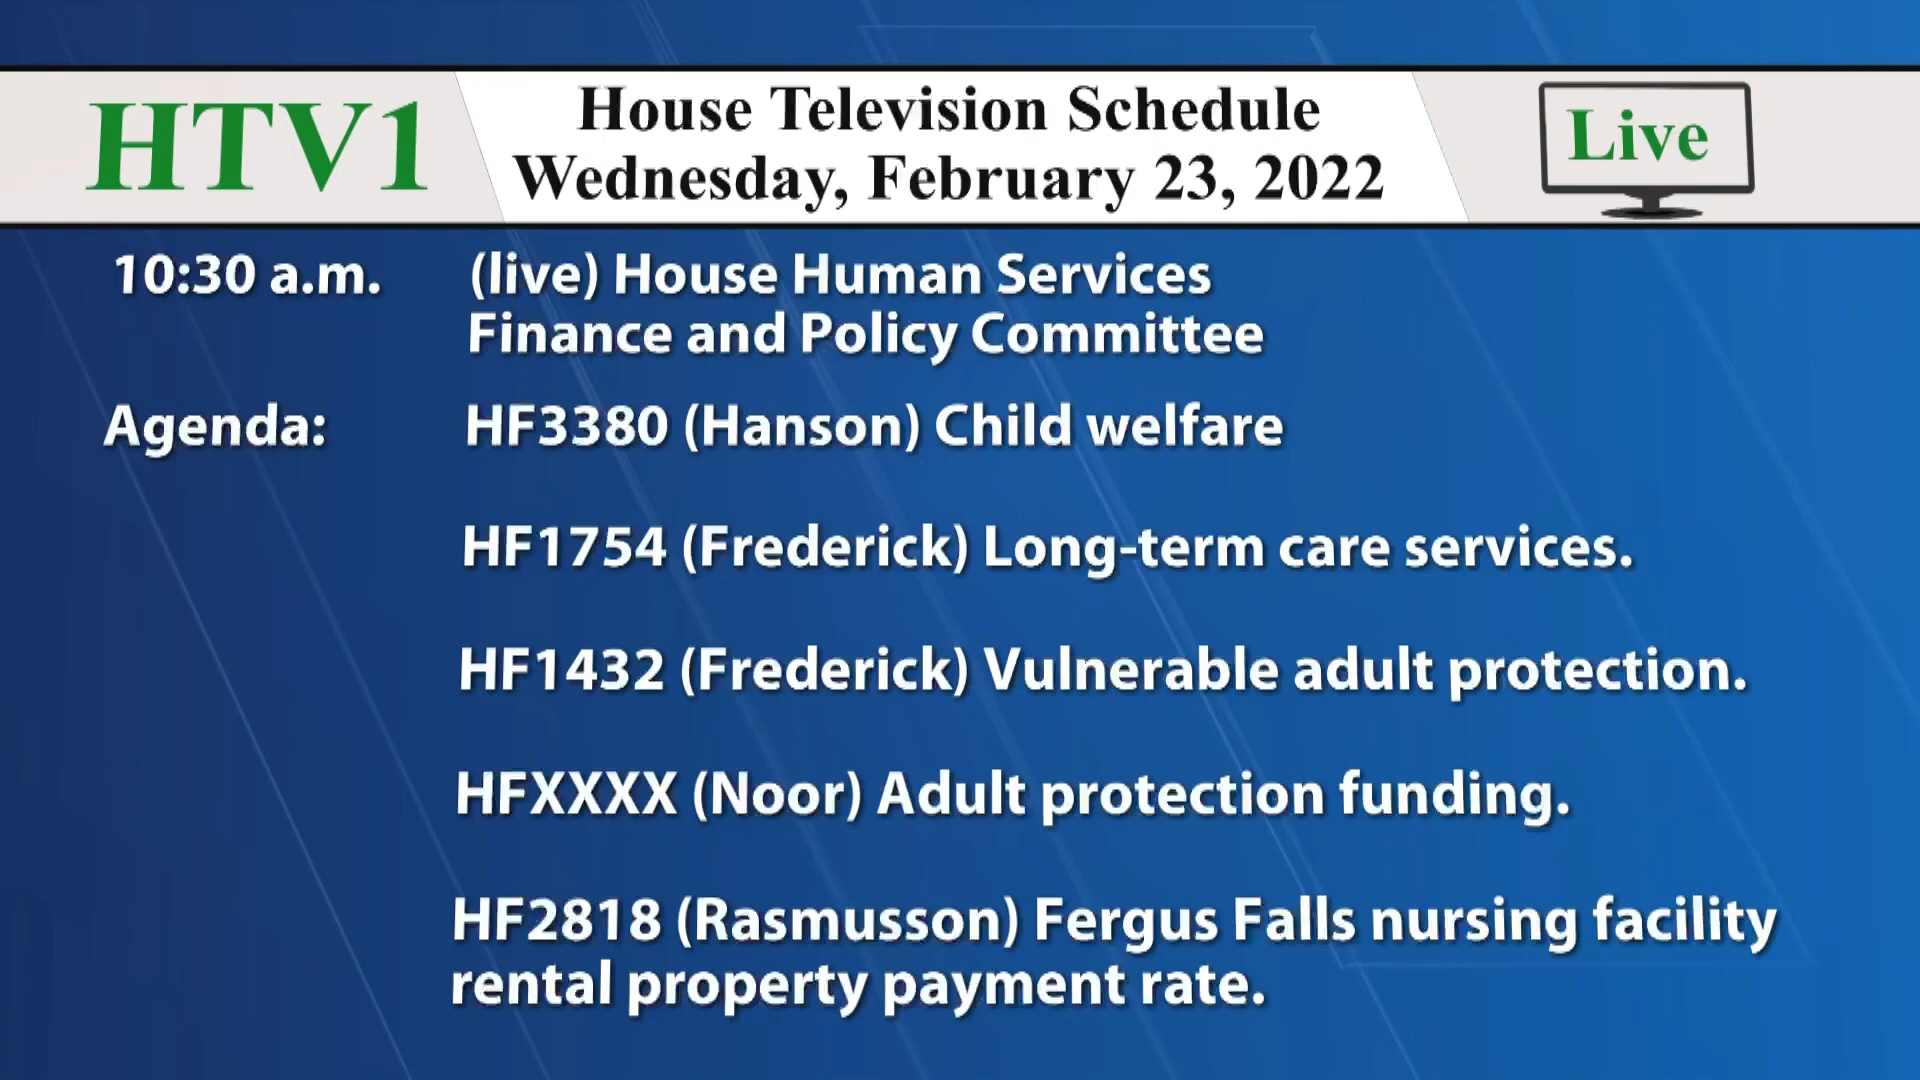 HTV1
House Television Schedule
Wednesday, February 23, 2022
Live
10:30 a.m. (live) House Human Services
Finance and Policy Committee
Agenda: HF3380 (Hanson) Child welfare
HF1754 (Frederick) Long-term care services.
HF1432 (Frederick) Vulnerable adult protection.
HFXXXX (Noor) Adult protection funding.
HF2818 (Rasmusson) Fergus Falls nursing facility
rental property payment rate.